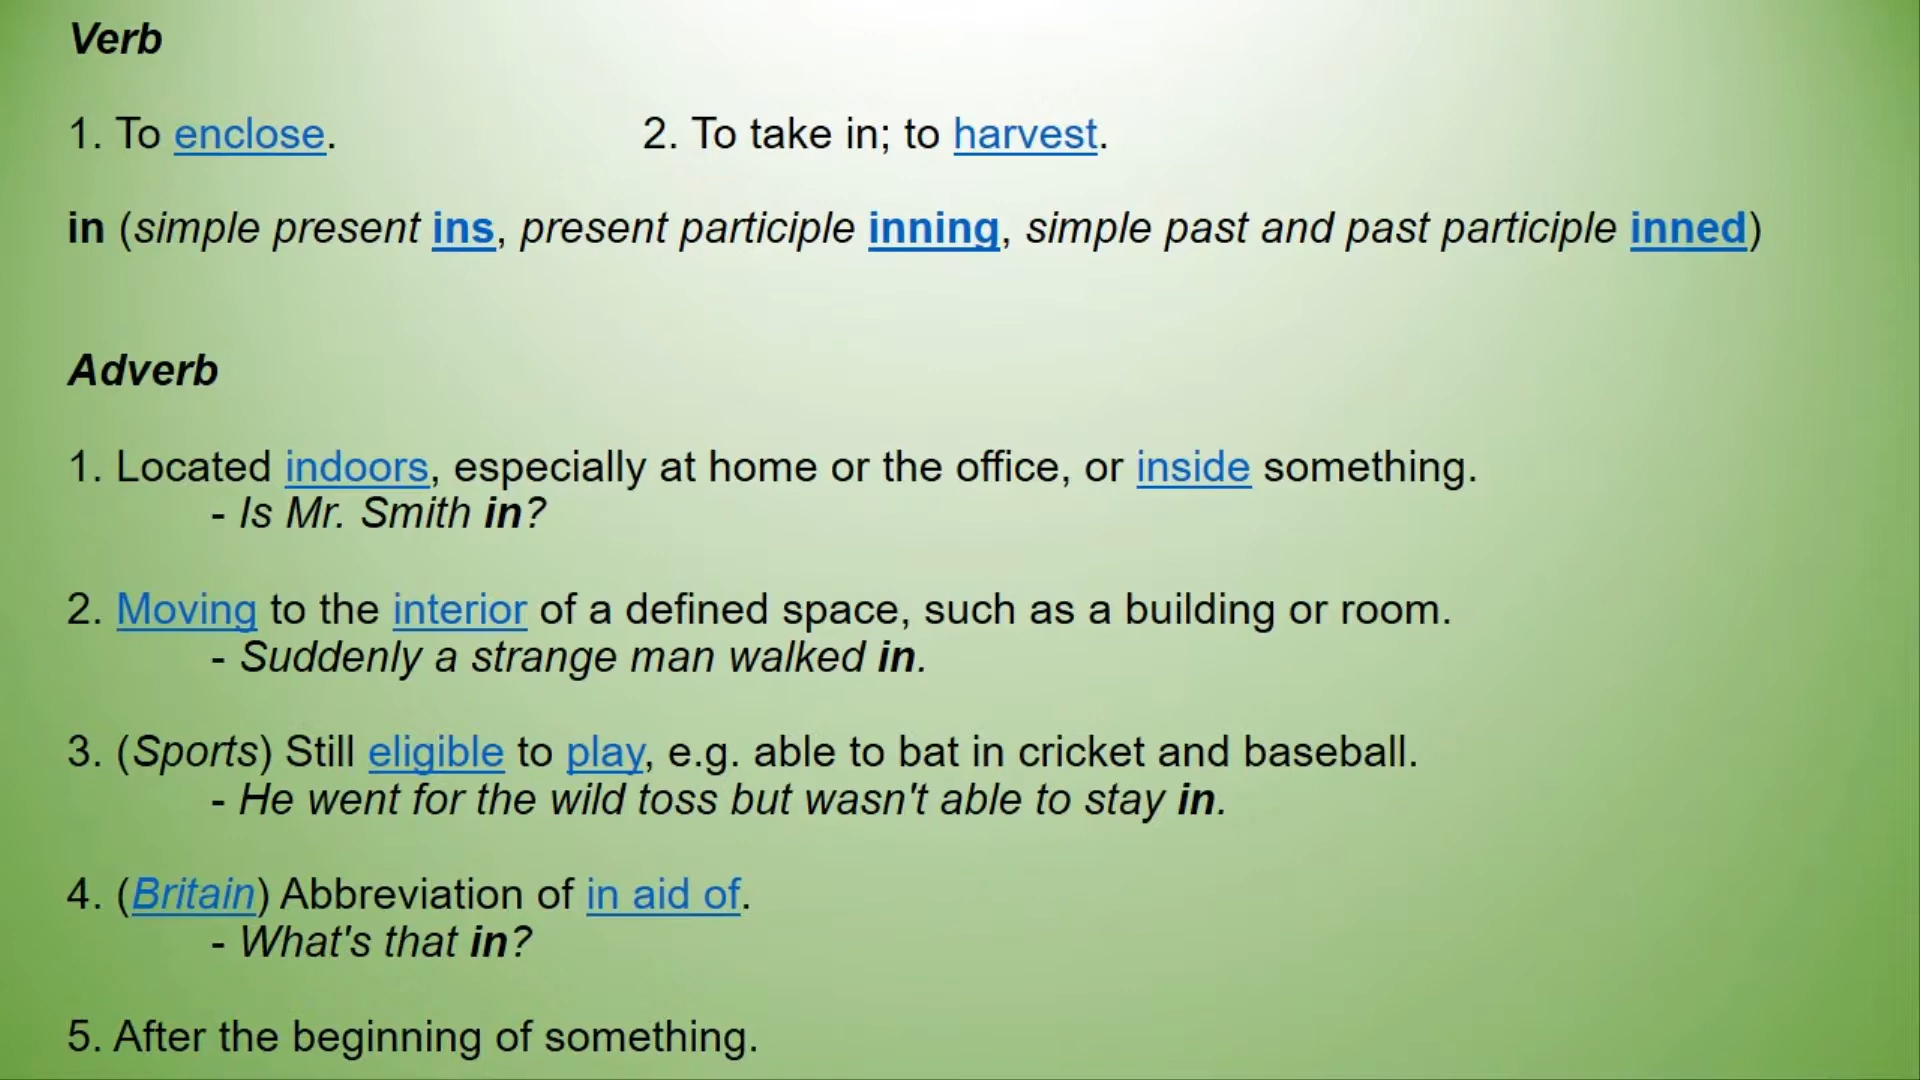 Verb
1. To enclose. 2. To take in; to harvest.
in (simple present ins, present participle inning, simple past and past participle inned)
Adverb
1. Located indoors, especially at home or the office, or inside something.
- Is Mr. Smith in?
2. Moving to the interior of a defined space, such as a building or room.
- Suddenly a strange man walked in.
3. (Sports) Still eligible to play, e.g. able to bat in cricket and baseball.
- He went for the wild toss but wasn't able to stay in.
4. (Britain) Abbreviation of in aid of.
- What's that in?
5. After the beginning of something.